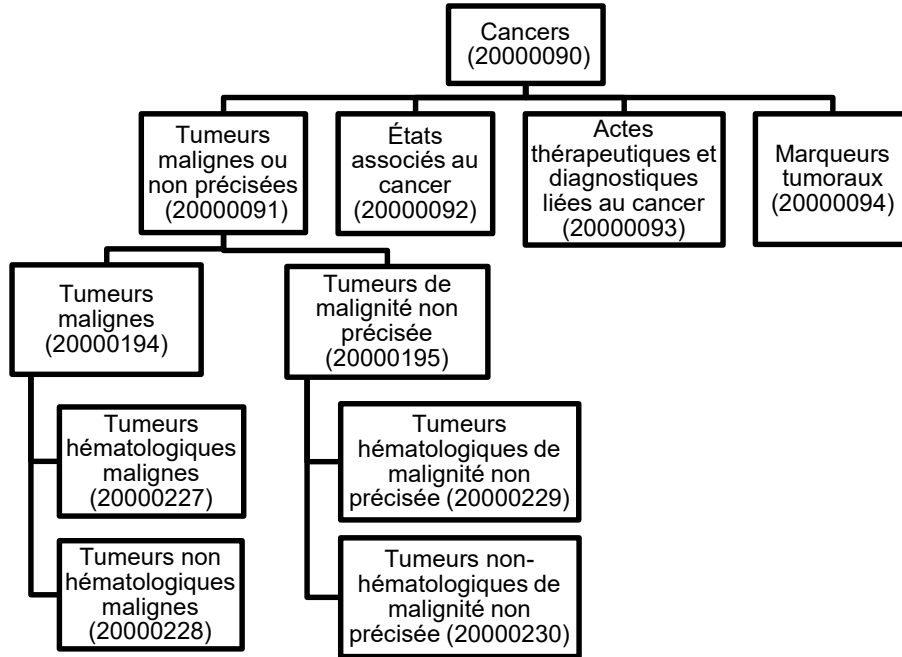 Cancers
(20000090)
Tumeurs
malignes ou
non précisées
(20000091)
États
associés au
cancer
(20000092)
Actes
thérapeutiques et
diagnostiques
liées au cancer
(20000093)
Marqueurs
tumoraux
(20000094)
Tumeurs
malignes
(20000194)
Tumeurs de
malignité non
précisée
(20000195)
Tumeurs
hématologiques
malignes
(20000227)
Tumeurs
hématologiques de
malignité non
précisée (20000229)
Tumeurs non
hématologiques
malignes
(20000228)
Tumeurs non-
hématologiques de
malignité non
précisée (20000230)